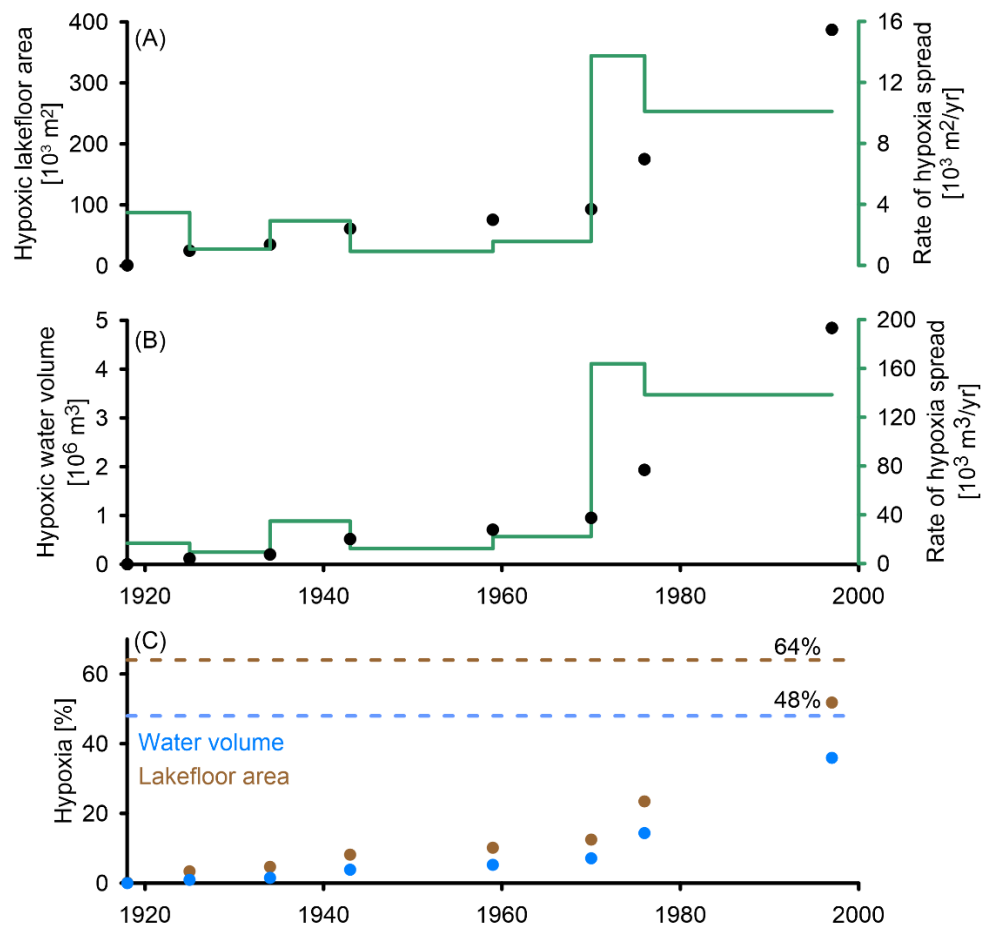 (A)
Hypoxic lakefloor area
[10³ m²]
400
300
200
100
0
16
12
8
4
0
Rate of hypoxia spread
[10³ m²/yr]
(B)
Hypoxic water volume
[10⁶ m³]
5
4
3
2
1
0
200
160
120
80
40
0
Rate of hypoxia spread
[10³ m³/yr]
1920 1940 1960 1980 2000
(C)
Hypoxia [%]
60
40
20
0
64%
48%
Water volume
Lakefloor area
1920 1940 1960 1980 2000